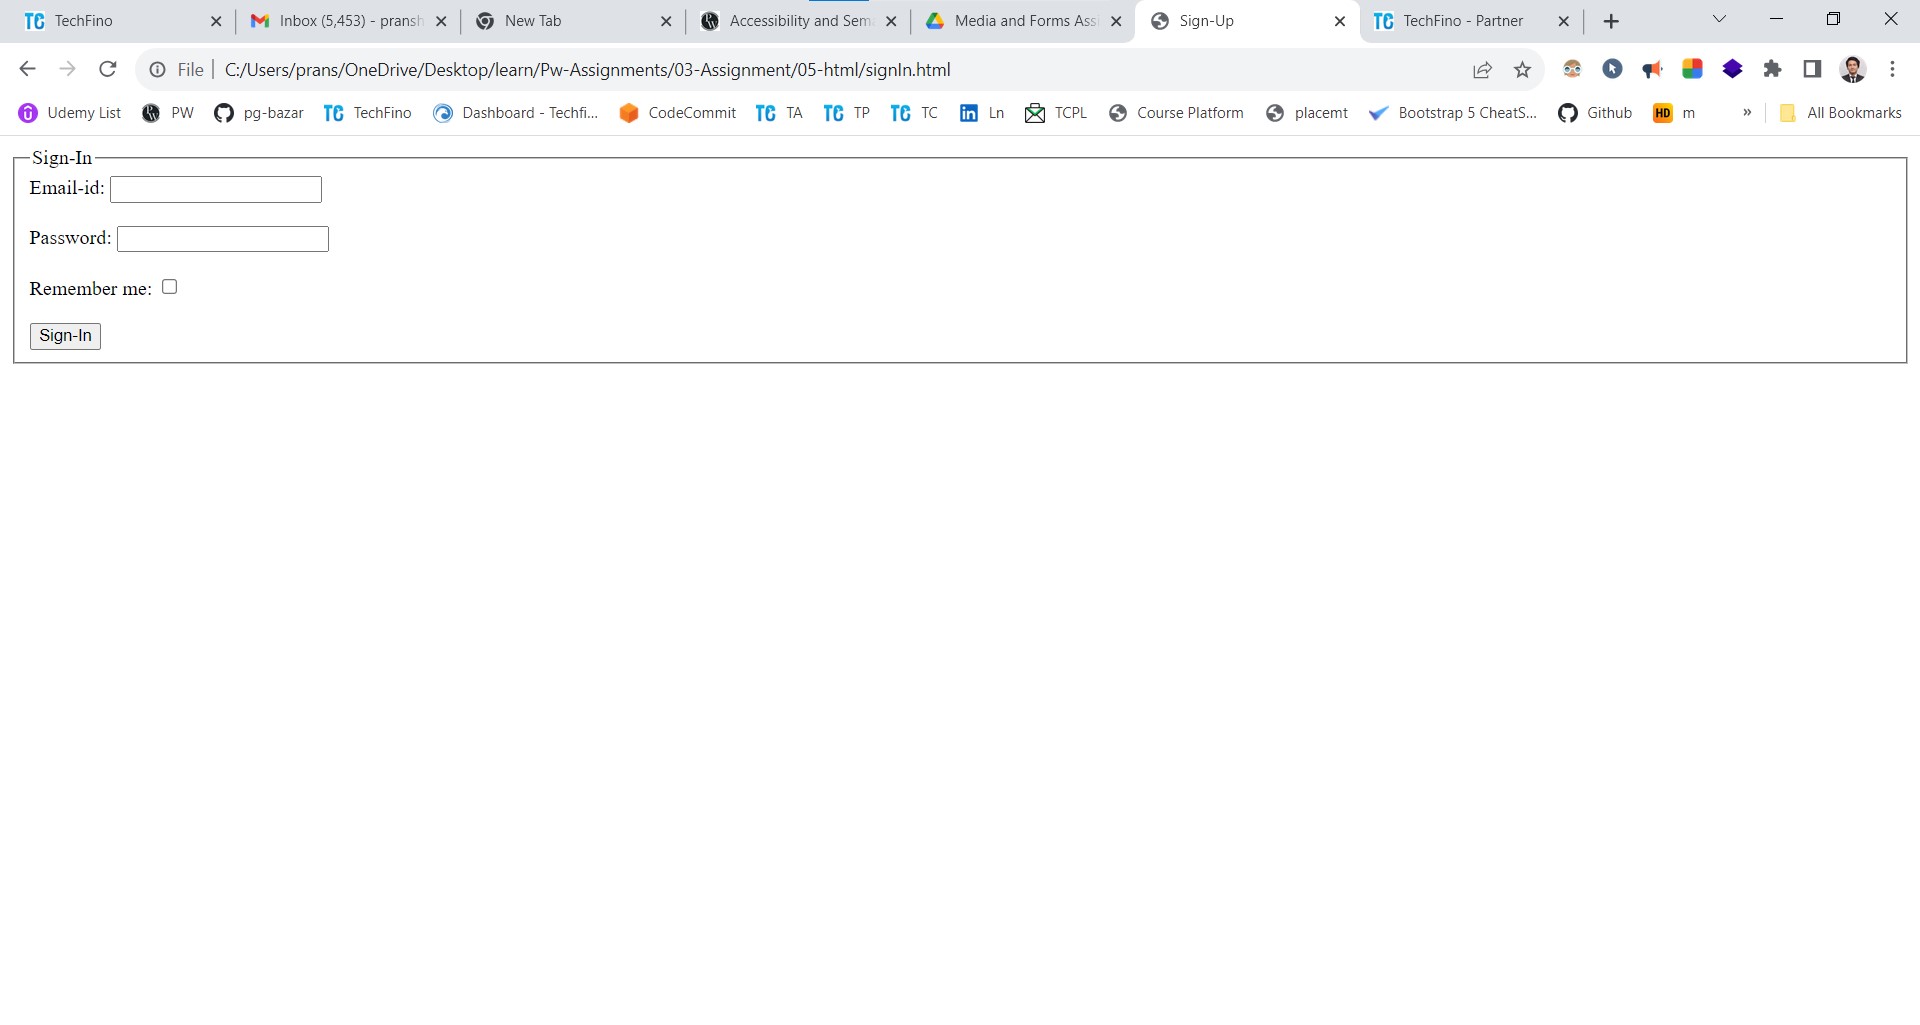 TechFino
Inbox (5,453) - pransh
New Tab
Accessibility and Sem
Media and Forms Assi
Sign-Up
TechFino - Partner
File
C:/Users/prans/OneDrive/Desktop/learn/Pw-Assignments/03-Assignment/05-html/signIn.html
Udemy List
PW
pg-bazar
TechFino
Dashboard - Techfi...
CodeCommit
TA
TP
TC
Ln
TCPL
Course Platform
placemt
Bootstrap 5 CheatS...
Github
HD
m
»
All Bookmarks
Sign-In
Email-id:
Password:
Remember me:
Sign-In